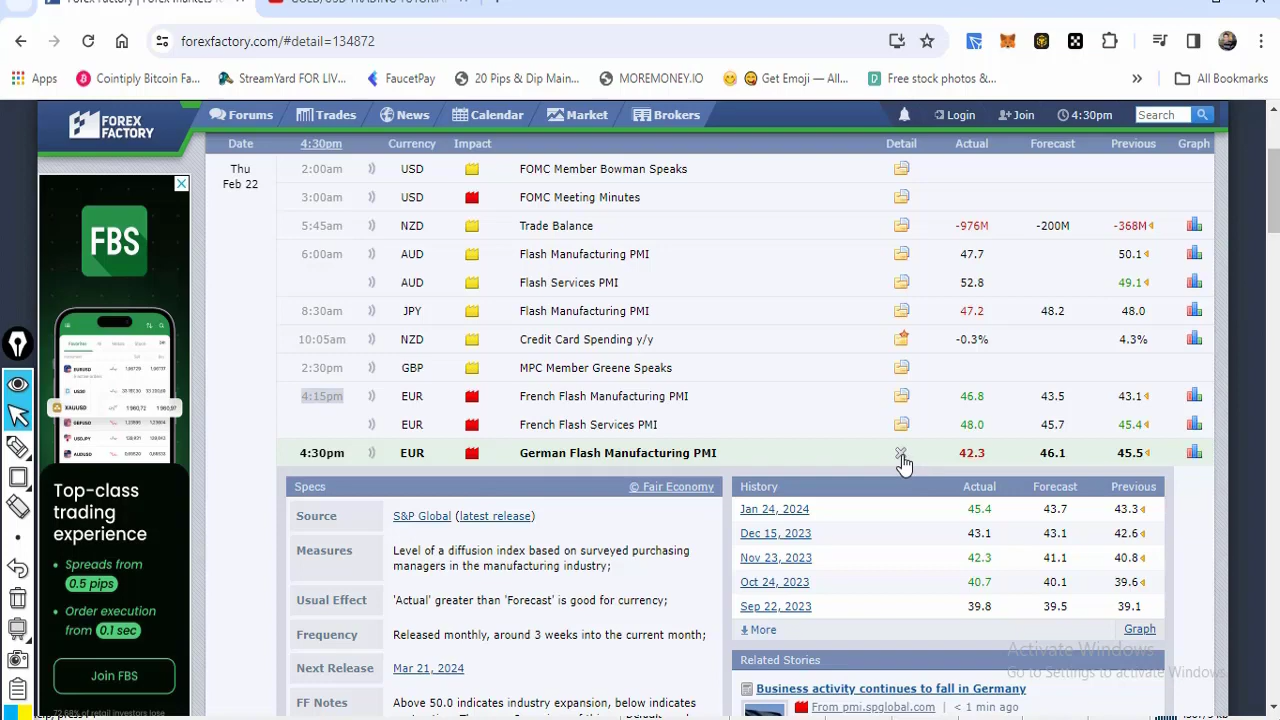 Forex Factory | Forex markets f
GOLD/USD TRADING TUTORIA
forexfactory.com/#detail=134872
Apps
Cointiply Bitcoin Fa...
StreamYard FOR LIV...
FaucetPay
20 Pips & Dip Main...
MOREMONEY.IO
Get Emoji — All...
Free stock photos &...
»
All Bookmarks
FOREX
FACTORY
Forums
Trades
News
Calendar
Market
Brokers
Login
Join
4:30pm
Search
Date 4:30pm Currency Impact Detail Actual Forecast Previous Graph
Thu
Feb 22
2:00am USD FOMC Member Bowman Speaks
3:00am USD FOMC Meeting Minutes
5:45am NZD Trade Balance -976M -200M -368M
6:00am AUD Flash Manufacturing PMI 47.7 50.1
AUD Flash Services PMI 52.8 49.1
8:30am JPY Flash Manufacturing PMI 47.2 48.2 48.0
10:05am NZD Credit Card Spending y/y -0.3% 4.3%
2:30pm GBP MPC Member Greene Speaks
4:15pm EUR French Flash Manufacturing PMI 46.8 43.5 43.1
EUR French Flash Services PMI 48.0 45.7 45.4
4:30pm EUR German Flash Manufacturing PMI 42.3 46.1 45.5
Specs © Fair Economy
Source S&P Global (latest release)
Measures Level of a diffusion index based on surveyed purchasing
managers in the manufacturing industry;
Usual Effect 'Actual' greater than 'Forecast' is good for currency;
Frequency Released monthly, around 3 weeks into the current month;
Next Release Mar 21, 2024
FF Notes Above 50.0 indicates industry expansion, below indicates
History Actual Forecast Previous
Jan 24, 2024 45.4 43.7 43.3
Dec 15, 2023 43.1 43.1 42.6
Nov 23, 2023 42.3 41.1 40.8
Oct 24, 2023 40.7 40.1 39.6
Sep 22, 2023 39.8 39.5 39.1
More
Graph
Related Stories
Business activity continues to fall in Germany
From pmi.spglobal.com | < 1 min ago
Activate Windows
Go to Settings to activate Windows.
FBS
XAUUSD
Top-class
trading
experience
• Spreads from
0.5 pips
• Order execution
from 0.1 sec
Join FBS
72.68% of retail investors lose